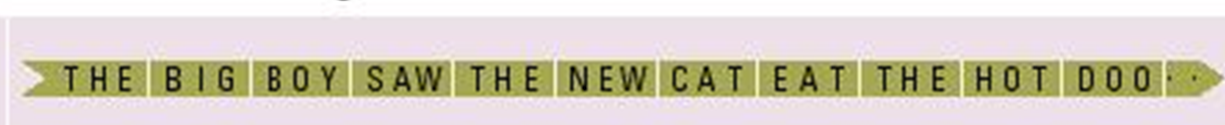 THE BIG BOY SAW THE NEW CAT EAT THE HOT DOO··